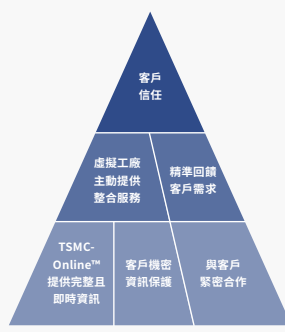 客戶
信任
虛擬工廠
主動提供
整合服務
精準回饋
客戶需求
TSMC-
Online™
提供完整且
即時資訊
客戶機密
資訊保護
與客戶
緊密合作